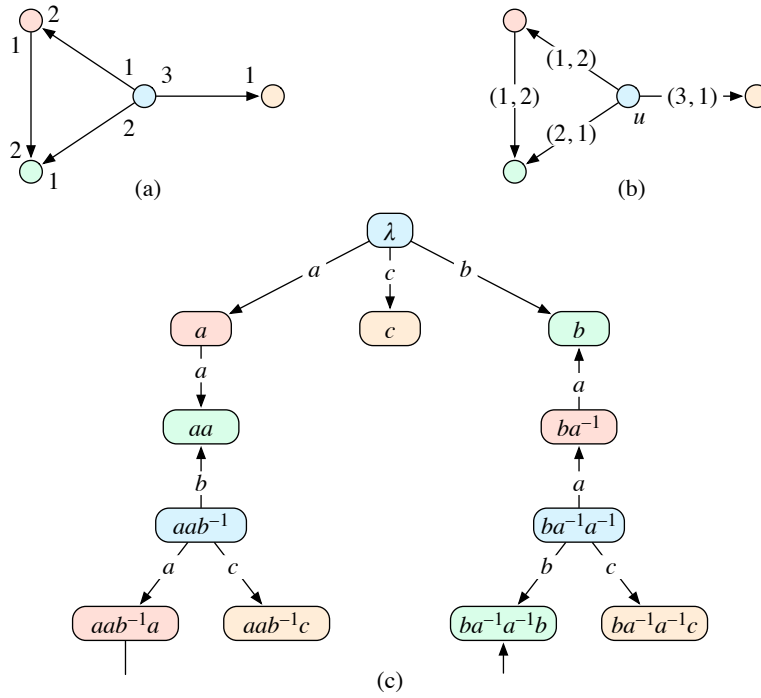 2
1
1
3
1
2
2
1
(a)
(1, 2)
(1, 2)
(3, 1)
u
(2, 1)
(b)
λ
a
c
b
a
c
b
a
a
aa
ba⁻¹
b
a
aab⁻¹
ba⁻¹a⁻¹
a
c
b
c
aab⁻¹a
aab⁻¹c
ba⁻¹a⁻¹b
ba⁻¹a⁻¹c
(c)